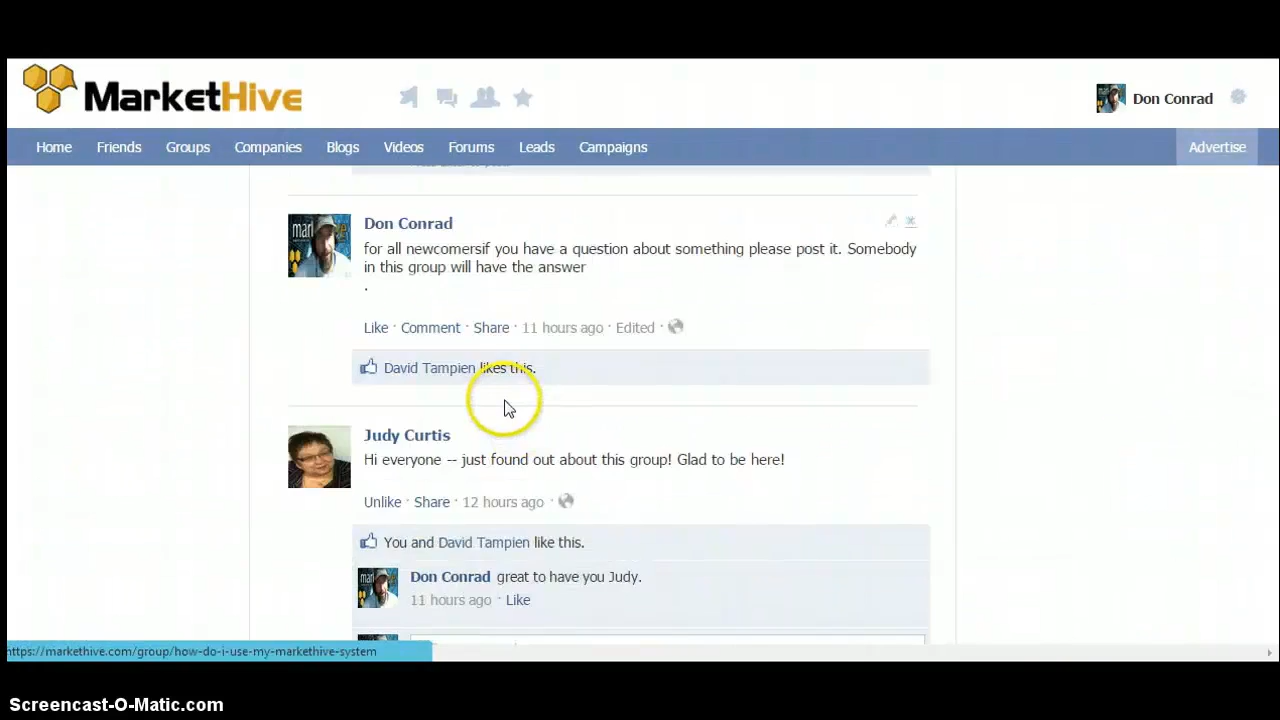 MarketHive
Don Conrad
Home Friends Groups Companies Blogs Videos Forums Leads Campaigns Advertise
Don Conrad
for all newcomersif you have a question about something please post it. Somebody
in this group will have the answer
.
Like · Comment · Share · 11 hours ago · Edited ·
David Tampien likes this.
Judy Curtis
Hi everyone -- just found out about this group! Glad to be here!
Unlike · Share · 12 hours ago ·
You and David Tampien like this.
Don Conrad great to have you Judy.
11 hours ago · Like
https://markethive.com/group/how-do-i-use-my-markethive-system
Screencast-O-Matic.com